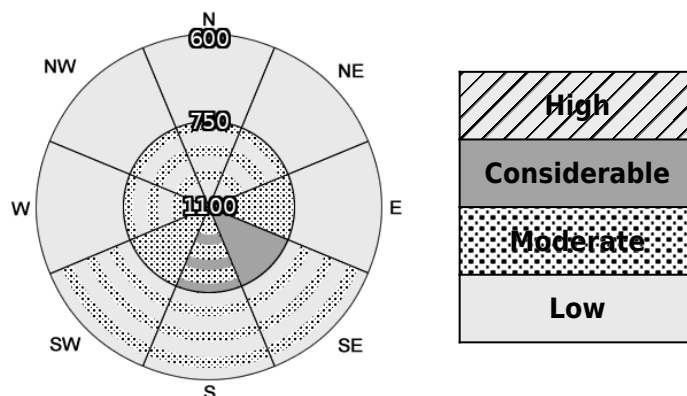 N
600
NW
NE
750
W
1100
E
SW
SE
S
High
Considerable
Moderate
Low